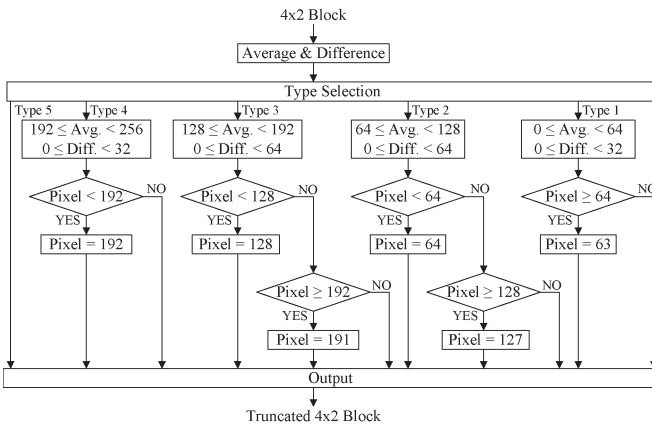 4x2 Block
Average & Difference
Type Selection
Type 5
Type 4
Type 3
Type 2
Type 1
192 ≤ Avg. < 256
0 ≤ Diff. < 32
128 ≤ Avg. < 192
0 ≤ Diff. < 64
64 ≤ Avg. < 128
0 ≤ Diff. < 64
0 ≤ Avg. < 64
0 ≤ Diff. < 32
Pixel < 192
NO
Pixel < 128
NO
Pixel < 64
NO
Pixel ≥ 64
NO
YES
YES
YES
YES
Pixel = 192
Pixel = 128
Pixel = 64
Pixel = 63
Pixel ≥ 192
NO
Pixel ≥ 128
NO
YES
YES
Pixel = 191
Pixel = 127
Output
Truncated 4x2 Block